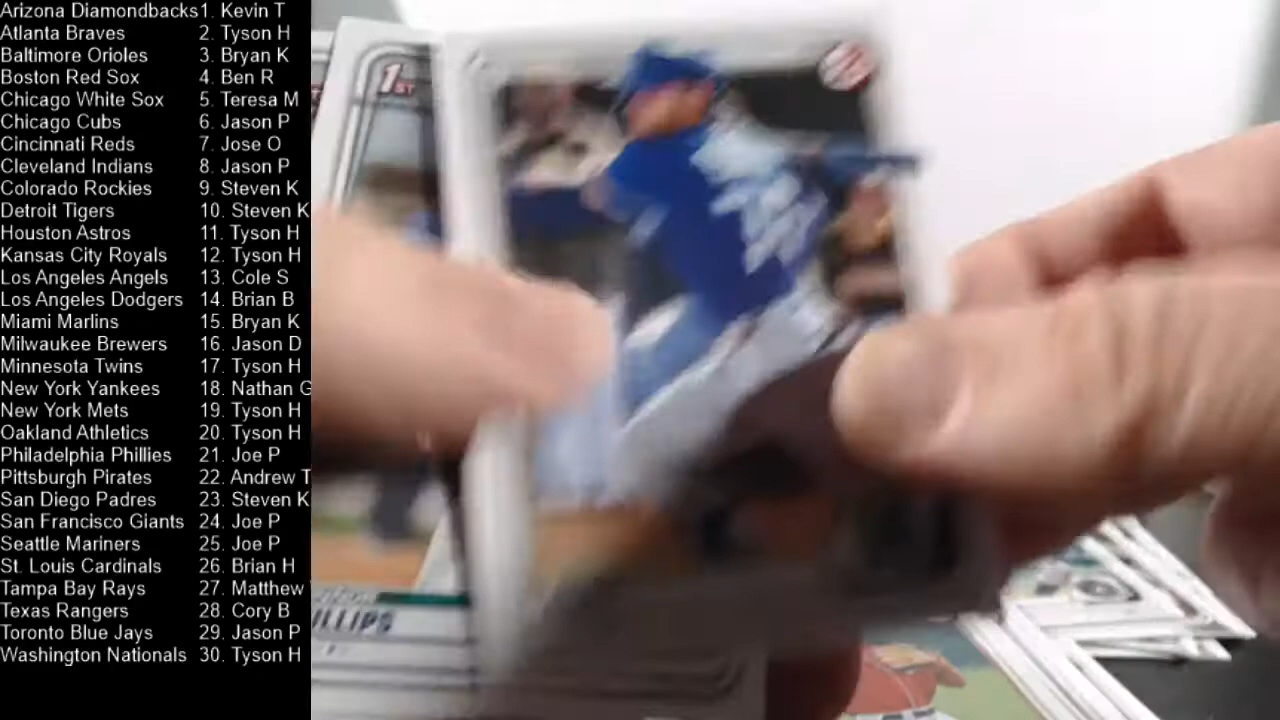 Arizona Diamondbacks 1. Kevin T
Atlanta Braves 2. Tyson H
Baltimore Orioles 3. Bryan K
Boston Red Sox 4. Ben R
Chicago White Sox 5. Teresa M
Chicago Cubs 6. Jason P
Cincinnati Reds 7. Jose O
Cleveland Indians 8. Jason P
Colorado Rockies 9. Steven K
Detroit Tigers 10. Steven K
Houston Astros 11. Tyson H
Kansas City Royals 12. Tyson H
Los Angeles Angels 13. Cole S
Los Angeles Dodgers 14. Brian B
Miami Marlins 15. Bryan K
Milwaukee Brewers 16. Jason D
Minnesota Twins 17. Tyson H
New York Yankees 18. Nathan G
New York Mets 19. Tyson H
Oakland Athletics 20. Tyson H
Philadelphia Phillies 21. Joe P
Pittsburgh Pirates 22. Andrew T
San Diego Padres 23. Steven K
San Francisco Giants 24. Joe P
Seattle Mariners 25. Joe P
St. Louis Cardinals 26. Brian H
Tampa Bay Rays 27. Matthew
Texas Rangers 28. Cory B
Toronto Blue Jays 29. Jason P
Washington Nationals 30. Tyson H
1ST
ILLIPS